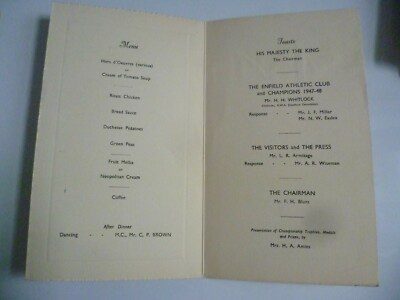 Menu
Hors d'Oeuvres (various)
or
Cream of Tomato Soup
Roast Chicken
Bread Sauce
Duchesse Potatoes
Green Peas
Fruit Melba
or
Neapolitan Cream
Coffee
After Dinner
Dancing - - M.C., Mr. C. P. BROWN
Toasts
HIS MAJESTY THE KING
The Chairman
THE ENFIELD ATHLETIC CLUB
and CHAMPIONS 1947-48
Mr. H. H. WHITLOCK
Response - - Mr. J. F. Miller
Mr. N. W. Eaden
THE VISITORS and THE PRESS
Mr. L. R. Armitage
Response - - Mr. A. R. Wiseman
THE CHAIRMAN
Mr. F. H. Blunt
Presentation of Championship Trophies, Medals
and Prizes, by
Mrs. H. A. Amies